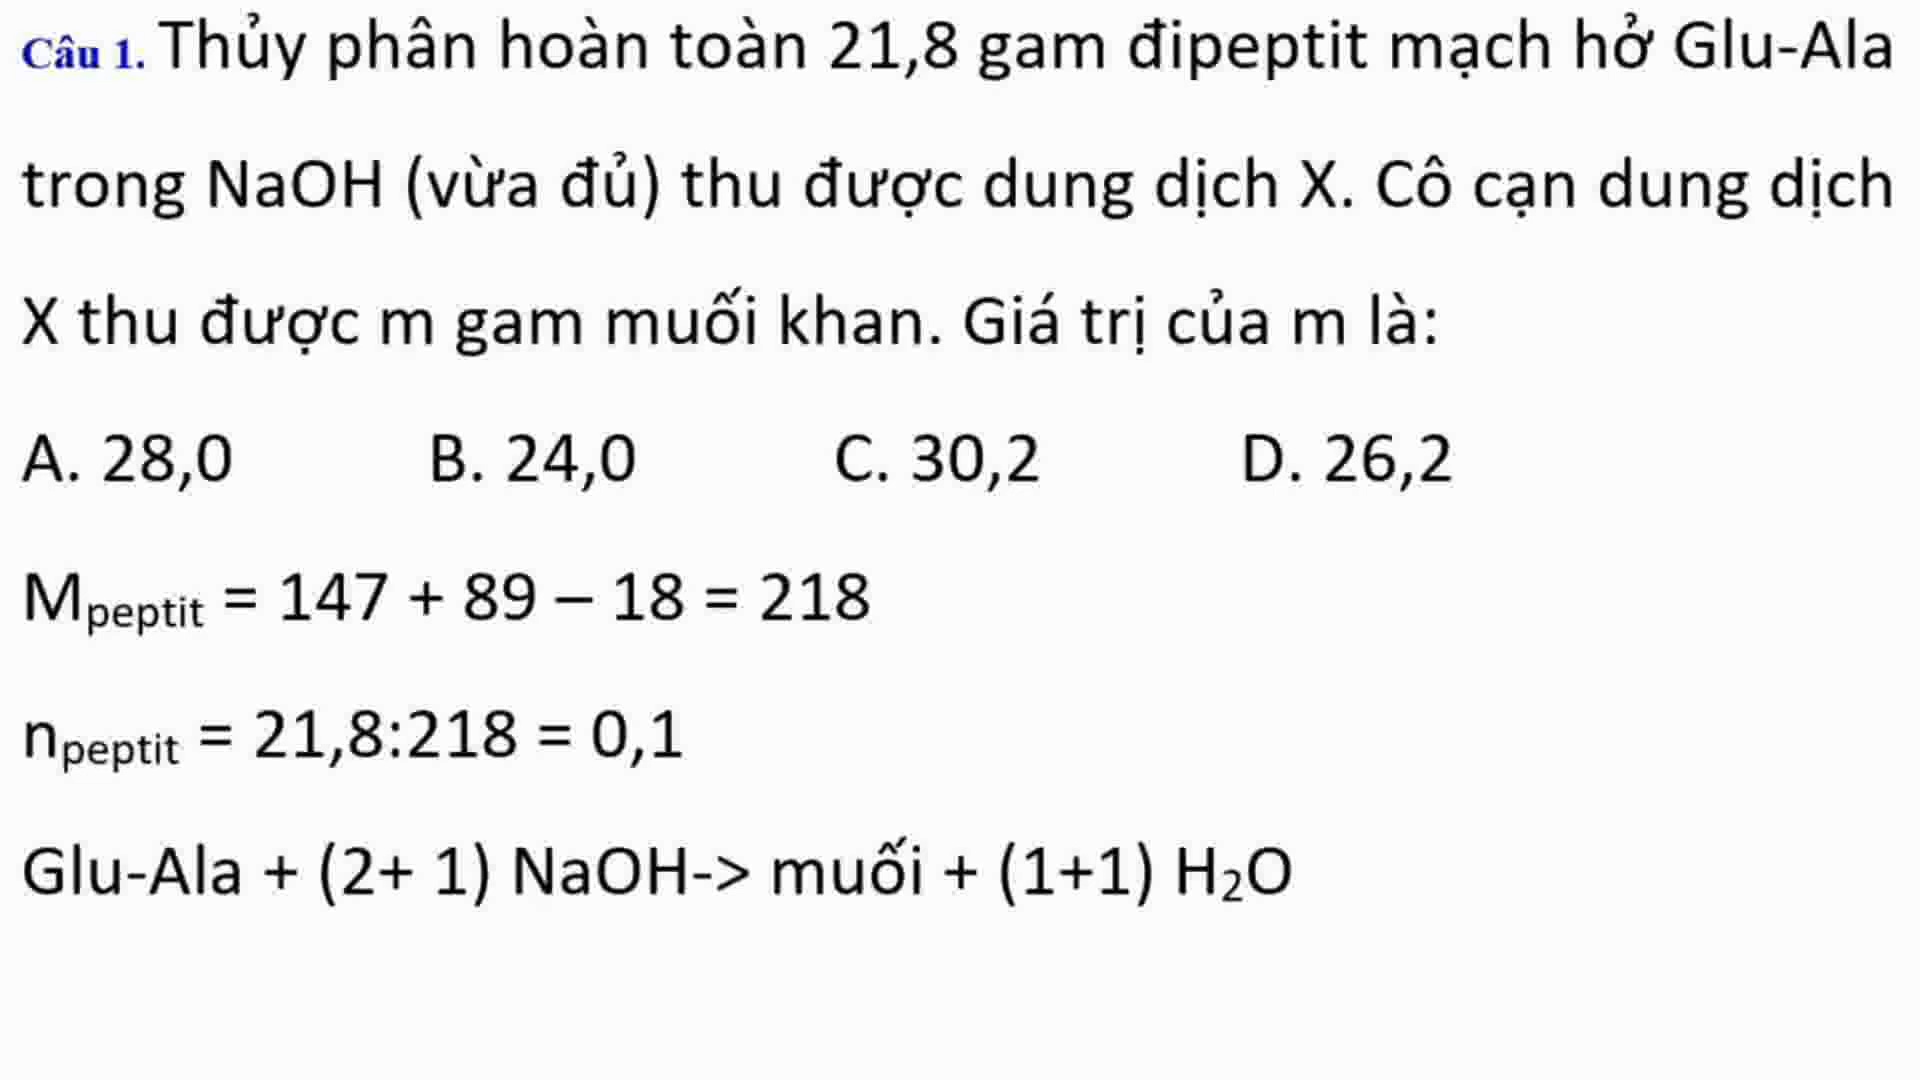 Câu 1. Thủy phân hoàn toàn 21,8 gam đipeptit mạch hở Glu-Ala
trong NaOH (vừa đủ) thu được dung dịch X. Cô cạn dung dịch
X thu được m gam muối khan. Giá trị của m là:
A. 28,0 B. 24,0 C. 30,2 D. 26,2
Mpeptit = 147 + 89 – 18 = 218
npeptit = 21,8:218 = 0,1
Glu-Ala + (2+ 1) NaOH-> muối + (1+1) H₂O